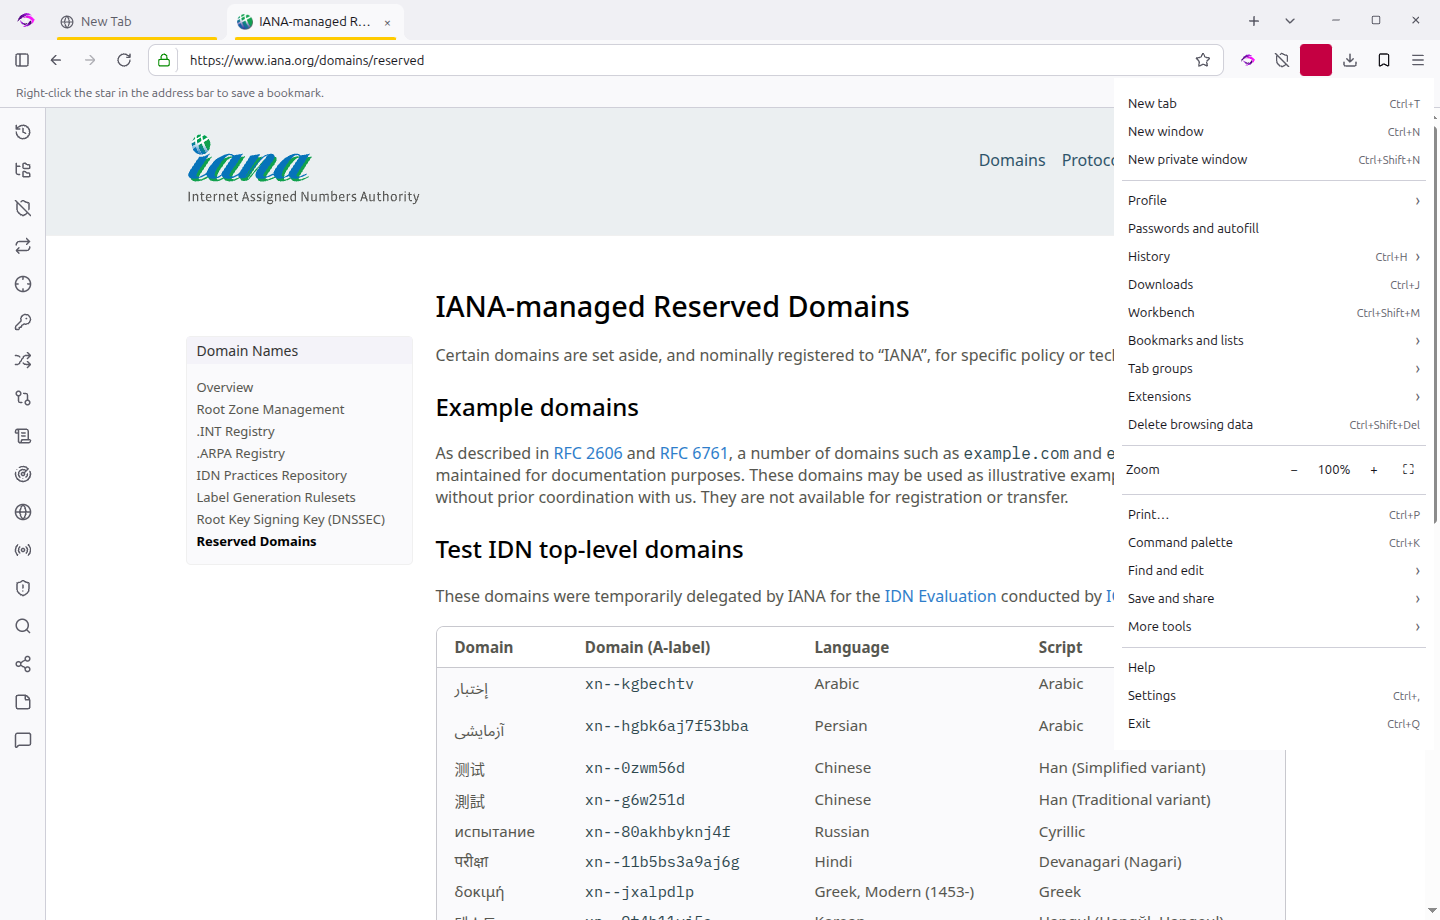 New Tab
IANA-managed R...
https://www.iana.org/domains/reserved
Right-click the star in the address bar to save a bookmark.
iana
Internet Assigned Numbers Authority
Domains
Domain Names
Overview
Root Zone Management
.INT Registry
.ARPA Registry
IDN Practices Repository
Label Generation Rulesets
Root Key Signing Key (DNSSEC)
Reserved Domains
IANA-managed Reserved Domains
Certain domains are set aside, and nominally registered to “IANA”, for specific policy or
Example domains
As described in RFC 2606 and RFC 6761, a number of domains such as example.com and
maintained for documentation purposes. These domains may be used as illustrative
without prior coordination with us. They are not available for registration or transfer.
Test IDN top-level domains
These domains were temporarily delegated by IANA for the IDN Evaluation conducted by
Domain Domain (A-label) Language Script
إختبار xn--kgbechtv Arabic Arabic
آزمایشی xn--hgbk6aj7f53bba Persian Arabic
测试 xn--0zwm56d Chinese Han (Simplified variant)
測試 xn--g6w251d Chinese Han (Traditional variant)
испытание xn--80akhbyknj4f Russian Cyrillic
परीक्षा xn--11b5bs3a9aj6g Hindi Devanagari (Nagari)
δοκιμή xn--jxalpdlp Greek, Modern (1453-) Greek
New tab Ctrl+T
New window Ctrl+N
New private window Ctrl+Shift+N
Profile
Passwords and autofill
History Ctrl+H
Downloads Ctrl+J
Workbench Ctrl+Shift+M
Bookmarks and lists
Tab groups
Extensions
Delete browsing data Ctrl+Shift+Del
Zoom − 100% +
Print... Ctrl+P
Command palette Ctrl+K
Find and edit
Save and share
More tools
Help
Settings Ctrl+,
Exit Ctrl+Q